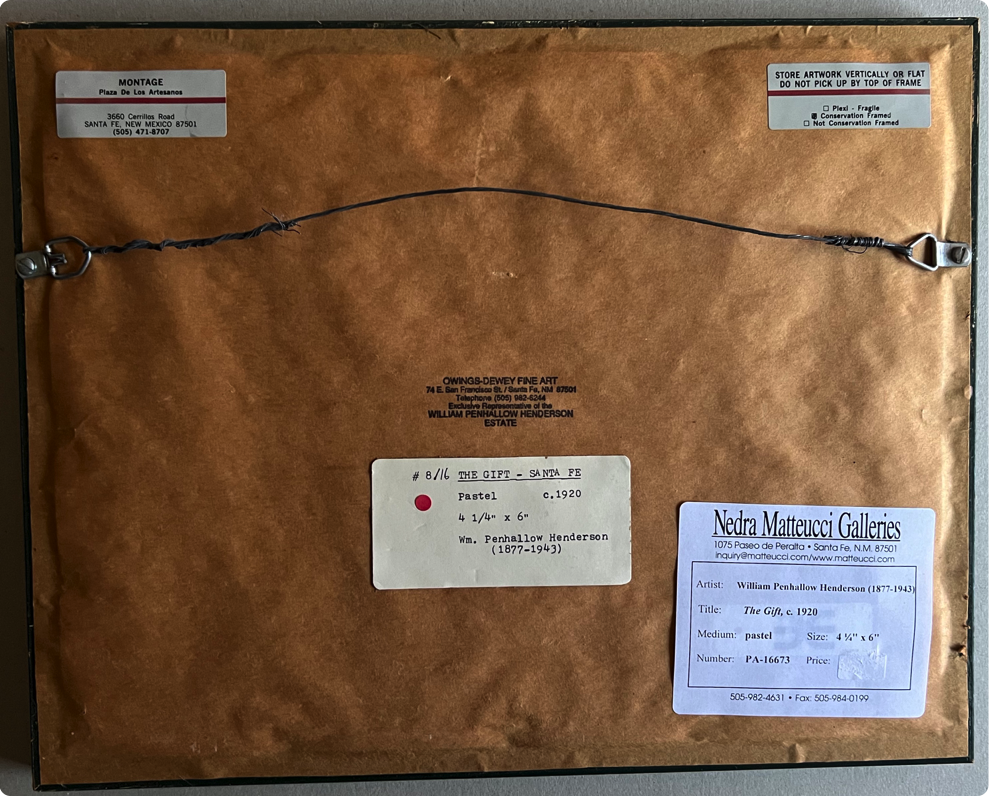 MONTAGE
Plaza De Los Artesanos
3660 Cerrillos Road
SANTA FE, NEW MEXICO 87501
(505) 471-8707
STORE ARTWORK VERTICALLY OR FLAT
DO NOT PICK UP BY TOP OF FRAME
Plexi - Fragile
Conservation Framed
Not Conservation Framed
OWINGS-DEWEY FINE ART
74 E. San Francisco St. / Santa Fe, NM 87501
Telephone (505) 982-6244
Exclusive Representative of the
WILLIAM PENHALLOW HENDERSON
ESTATE
# 8/16 THE GIFT - SANTA FE
Pastel c.1920
4 1/4" x 6"
Wm. Penhallow Henderson
(1877-1943)
Nedra Matteucci Galleries
1075 Paseo de Peralta • Santa Fe, N.M. 87501
inquiry@matteucci.com/www.matteucci.com
Artist: William Penhallow Henderson (1877-1943)
Title: The Gift, c. 1920
Medium: pastel Size: 4 ¼" x 6"
Number: PA-16673 Price:
505-982-4631 • Fax: 505-984-0199